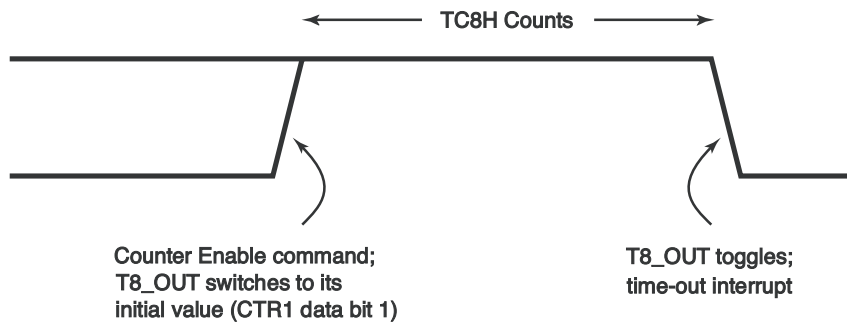 TC8H Counts
Counter Enable command;
T8_OUT switches to its
initial value (CTR1 data bit 1)
T8_OUT toggles;
time-out interrupt